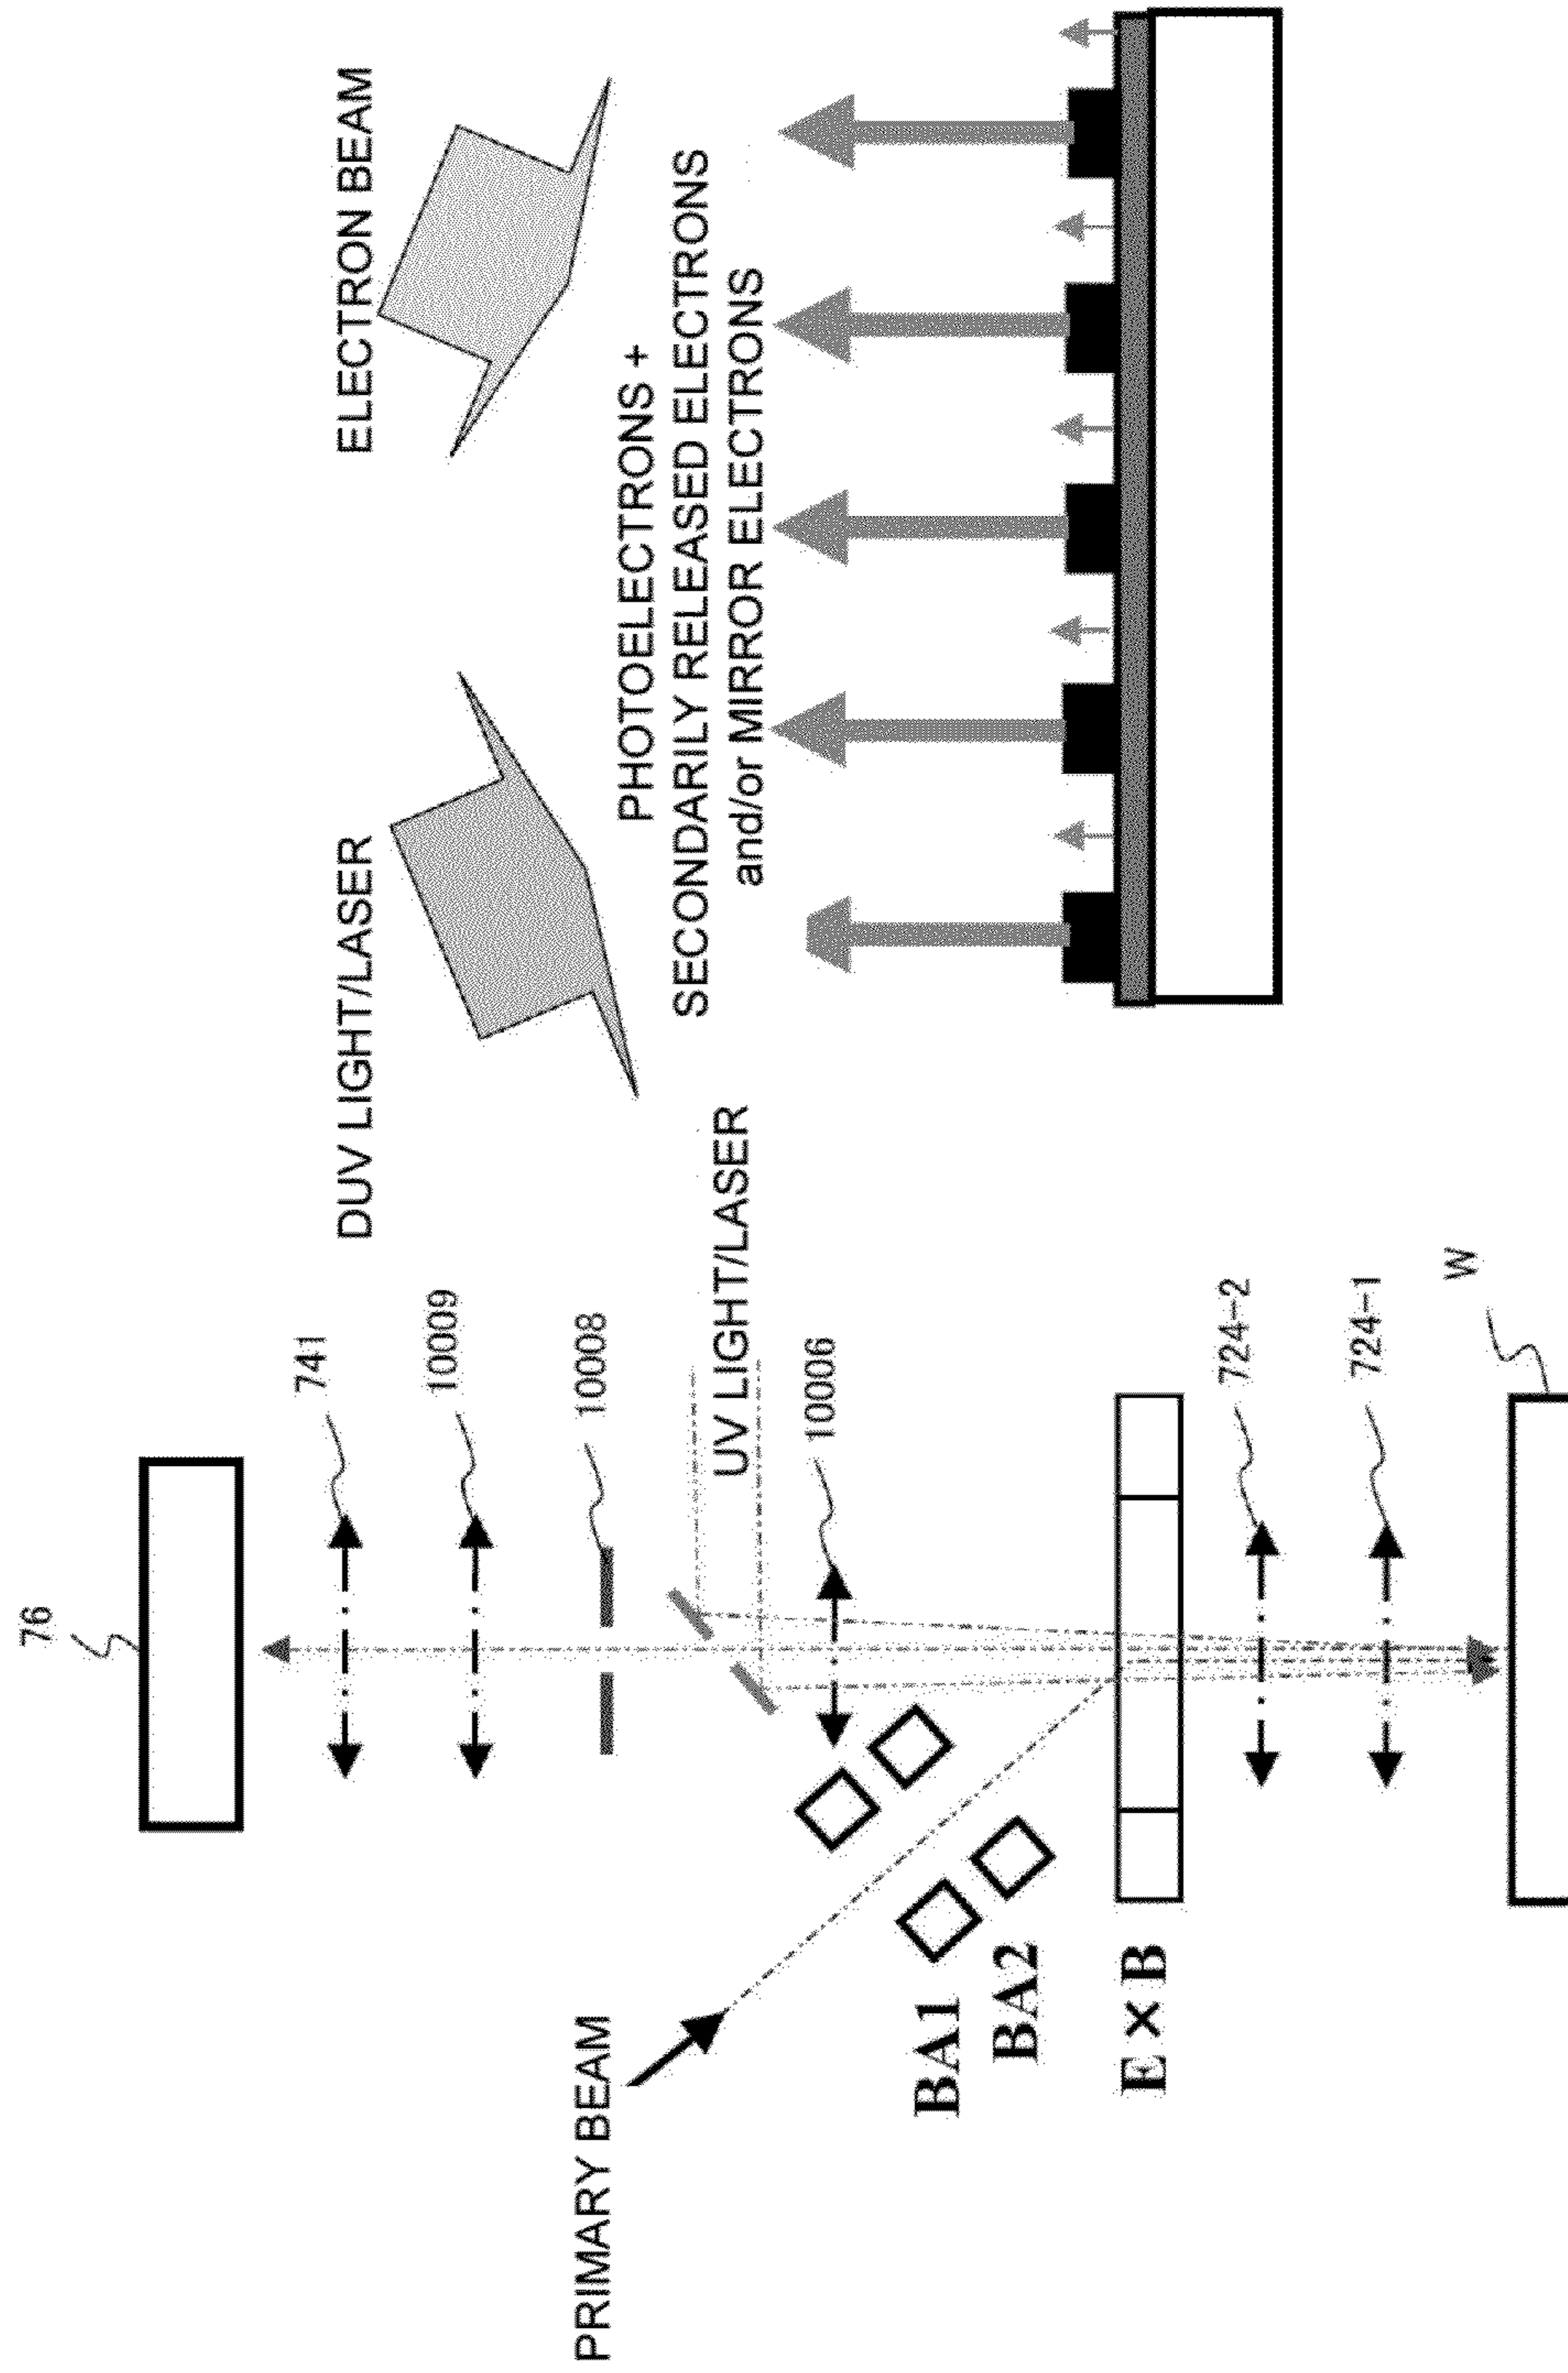 76
741
10009
10008
UV LIGHT/LASER
10006
PRIMARY BEAM
BA1
BA2
E×B
724-2
724-1
W
DUV LIGHT/LASER
ELECTRON BEAM
PHOTOELECTRONS +
SECONDARILY RELEASED ELECTRONS
and/or MIRROR ELECTRONS